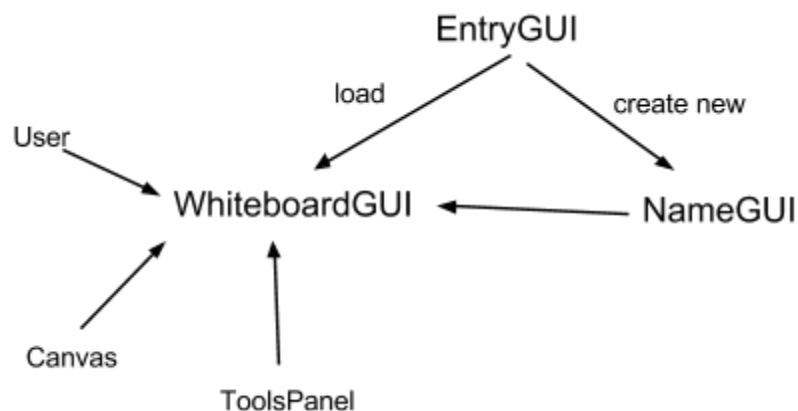 EntryGUI
load
create new
User
WhiteboardGUI
NameGUI
Canvas
ToolsPanel